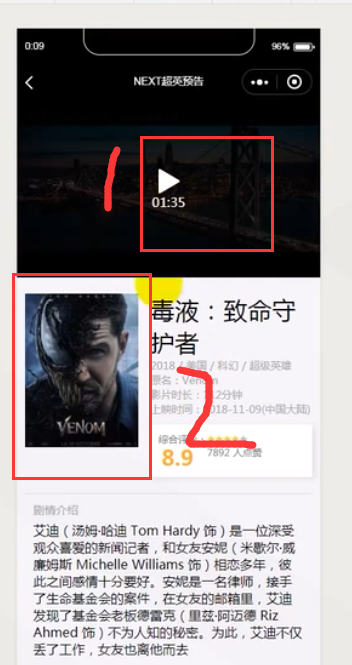 0:09
96%
NEXT超英预告
1
01:35
VENOM
毒液：致命守
护者
2018 / 美国 / 科幻 / 超级英雄
原名：Venom
影片时长：112分钟
上映时间：2018-11-09(中国大陆)
2
综合评
8.9
7892 人点赞
剧情介绍
艾迪（汤姆·哈迪 Tom Hardy 饰）是一位深受
观众喜爱的新闻记者，和女友安妮（米歇尔·威
廉姆斯 Michelle Williams 饰）相恋多年，彼
此之间感情十分要好。安妮是一名律师，接手
了生命基金会的案件，在女友的邮箱里，艾迪
发现了基金会老板德雷克（里兹·阿迈德 Riz
Ahmed 饰）不为人知的秘密。为此，艾迪不仅
丢了工作，女友也离他而去